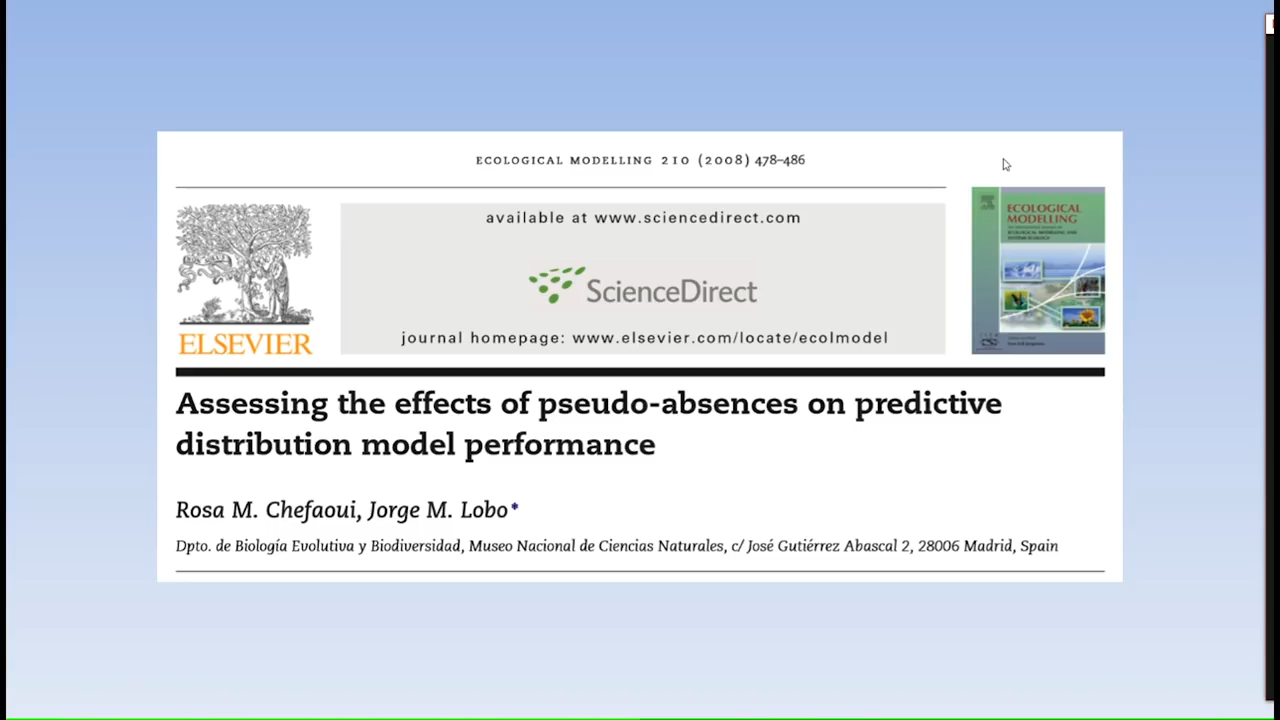 ECOLOGICAL MODELLING 210 (2008) 478–486
available at www.sciencedirect.com
ScienceDirect
journal homepage: www.elsevier.com/locate/ecolmodel
ELSEVIER
ECOLOGICAL
MODELLING
Assessing the effects of pseudo-absences on predictive
distribution model performance
Rosa M. Chefaoui, Jorge M. Lobo*
Dpto. de Biología Evolutiva y Biodiversidad, Museo Nacional de Ciencias Naturales, c/ José Gutiérrez Abascal 2, 28006 Madrid, Spain